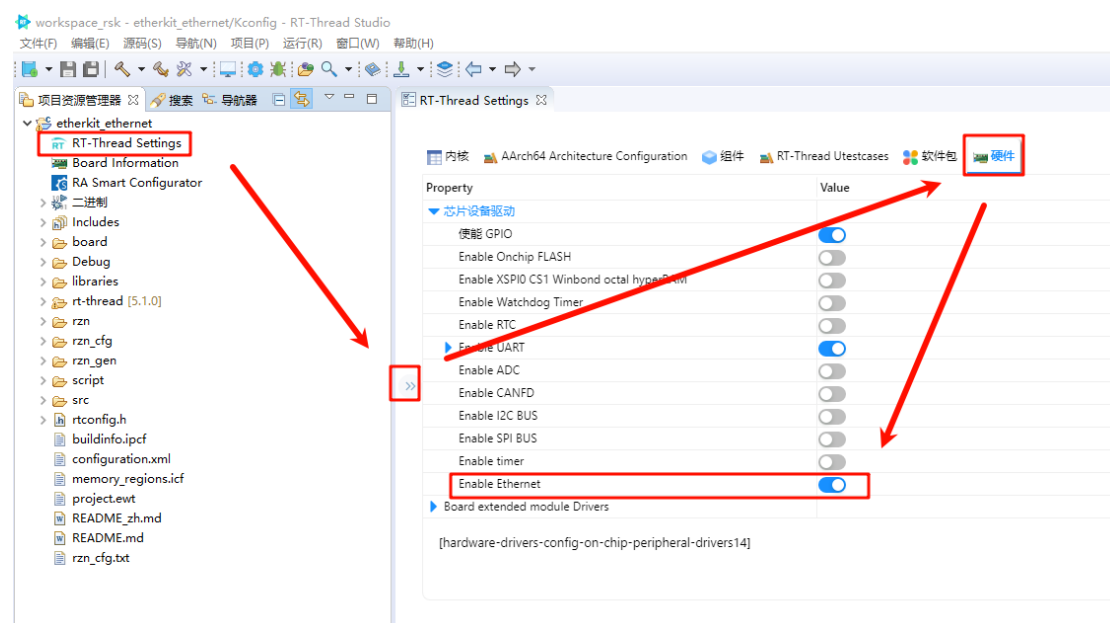 workspace_rsk - etherkit_ethernet/Kconfig - RT-Thread Studio
文件(F) 编辑(E) 源码(S) 导航(N) 项目(P) 运行(R) 窗口(W) 帮助(H)
项目资源管理器 搜索 导航器
RT-Thread Settings
etherkit_ethernet
RT-Thread Settings
Board Information
RA Smart Configurator
二进制
Includes
board
Debug
libraries
rt-thread [5.1.0]
rzn
rzn_cfg
rzn_gen
script
src
rtconfig.h
buildinfo.ipcf
configuration.xml
memory_regions.icf
project.ewt
README_zh.md
README.md
rzn_cfg.txt
内核 AArch64 Architecture Configuration 组件 RT-Thread Utestcases 软件包 硬件
Property Value
芯片设备驱动
使能 GPIO
Enable Onchip FLASH
Enable XSPI0 CS1 Winbond octal hyperRAM
Enable Watchdog Timer
Enable RTC
Enable UART
Enable ADC
Enable CANFD
Enable I2C BUS
Enable SPI BUS
Enable timer
Enable Ethernet
Board extended module Drivers
[hardware-drivers-config-on-chip-peripheral-drivers14]